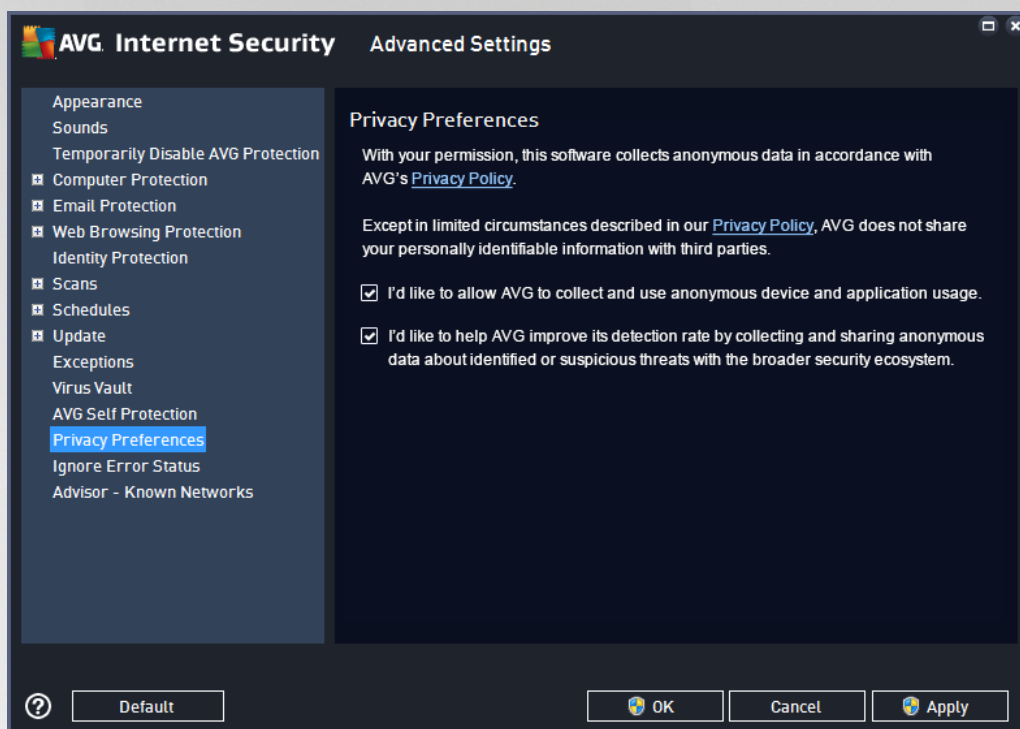 AVG. Internet Security Advanced Settings
Appearance
Sounds
Temporarily Disable AVG Protection
Computer Protection
Email Protection
Web Browsing Protection
Identity Protection
Scans
Schedules
Update
Exceptions
Virus Vault
AVG Self Protection
Privacy Preferences
Ignore Error Status
Advisor - Known Networks
Privacy Preferences
With your permission, this software collects anonymous data in accordance with
AVG's Privacy Policy.
Except in limited circumstances described in our Privacy Policy, AVG does not share
your personally identifiable information with third parties.
I'd like to allow AVG to collect and use anonymous device and application usage.
I'd like to help AVG improve its detection rate by collecting and sharing anonymous
data about identified or suspicious threats with the broader security ecosystem.
? Default OK Cancel Apply